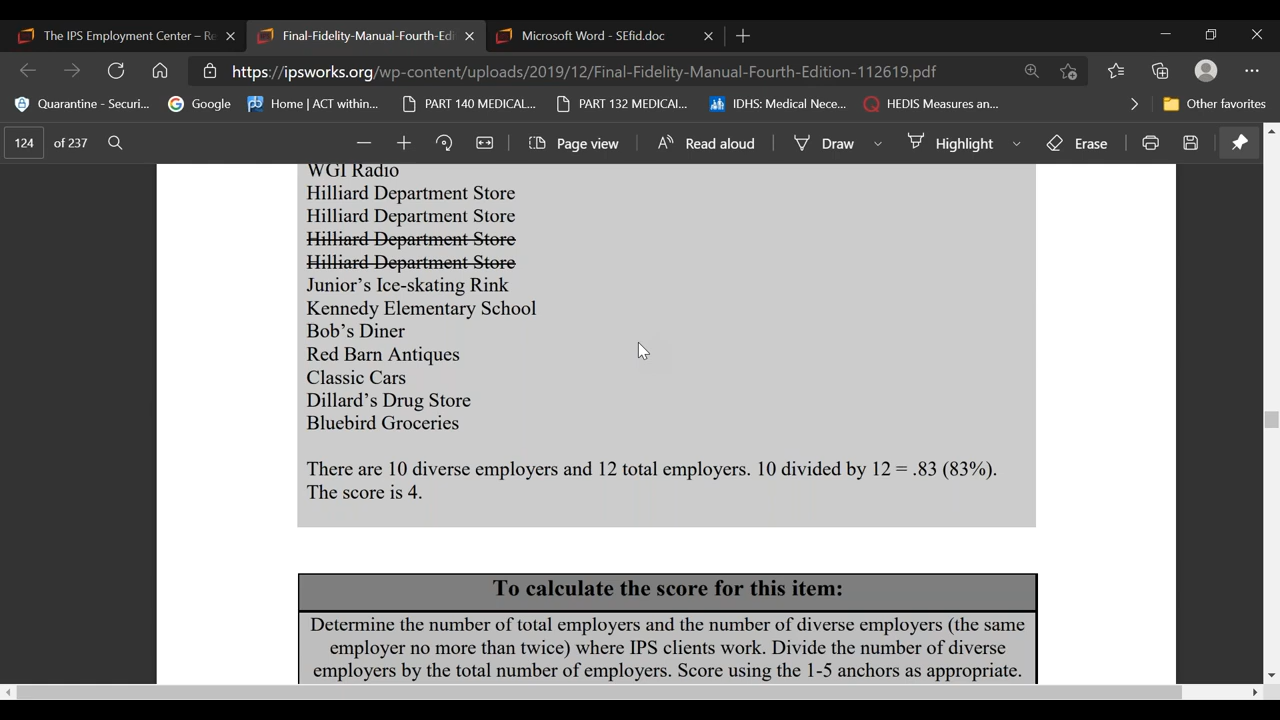 The IPS Employment Center – Re
Final-Fidelity-Manual-Fourth-Edi
Microsoft Word - SEfid.doc
https://ipsworks.org/wp-content/uploads/2019/12/Final-Fidelity-Manual-Fourth-Edition-112619.pdf
Quarantine - Securi...
Google
Home | ACT within...
PART 140 MEDICAL...
PART 132 MEDICAI...
IDHS: Medical Nece...
HEDIS Measures an...
Other favorites
124 of 237
Page view
Read aloud
Draw
Highlight
Erase
WGI Radio
Hilliard Department Store
Hilliard Department Store
Hilliard Department Store
Hilliard Department Store
Junior's Ice-skating Rink
Kennedy Elementary School
Bob's Diner
Red Barn Antiques
Classic Cars
Dillard's Drug Store
Bluebird Groceries
There are 10 diverse employers and 12 total employers. 10 divided by 12 = .83 (83%).
The score is 4.
To calculate the score for this item:
Determine the number of total employers and the number of diverse employers (the same
employer no more than twice) where IPS clients work. Divide the number of diverse
employers by the total number of employers. Score using the 1-5 anchors as appropriate.